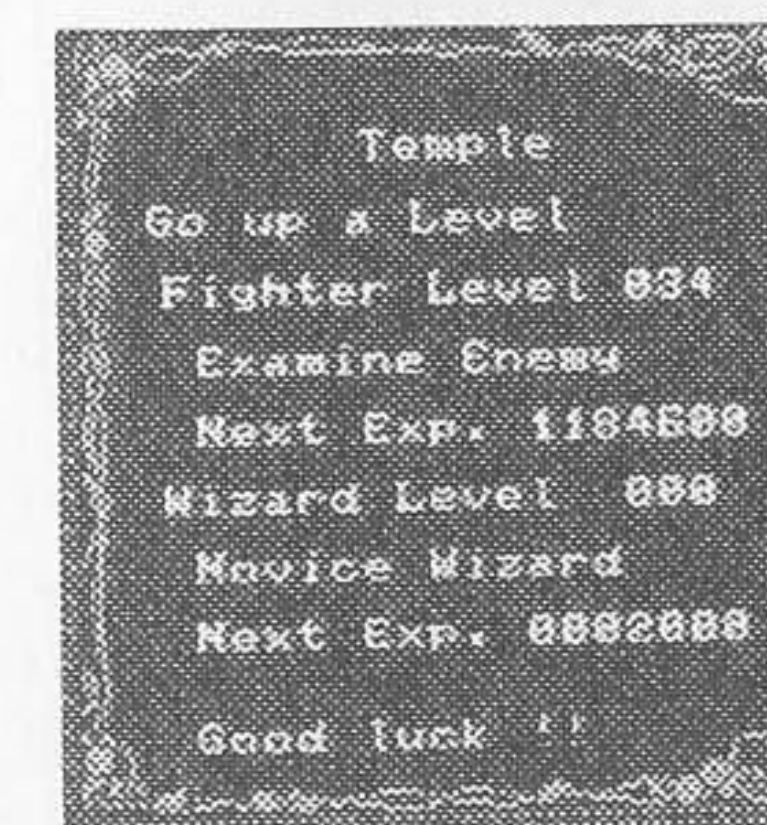 Temple
Go up a Level
Fighter Level 034
Examine Enemy
Next Exp. 1184600
Wizard Level 000
Novice Wizard
Next Exp. 0002000
Good luck !!